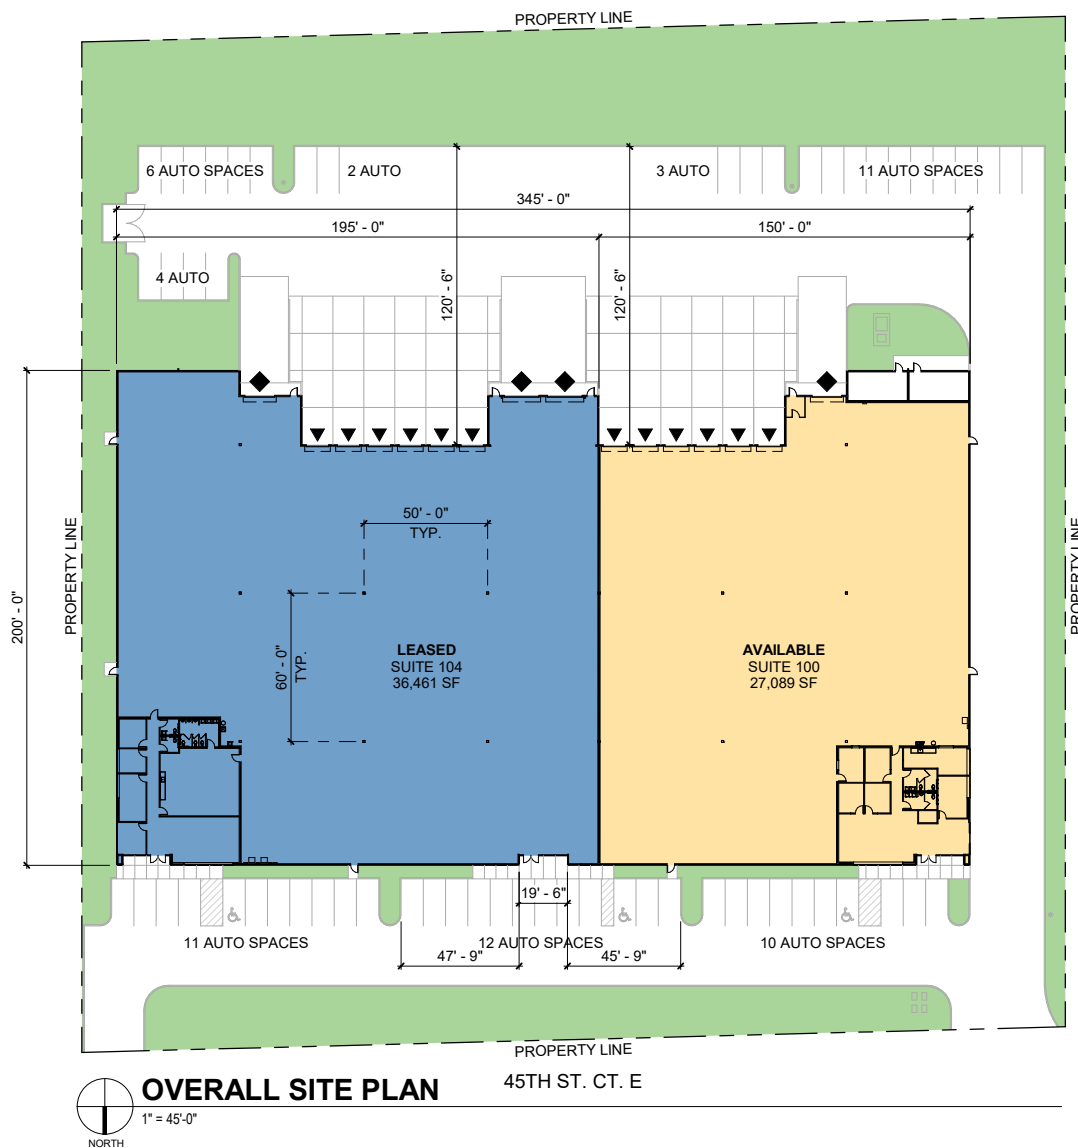 PROPERTY LINE
6 AUTO SPACES
2 AUTO
3 AUTO
11 AUTO SPACES
345' - 0"
195' - 0"
150' - 0"
4 AUTO
120' - 6"
120' - 6"
50' - 0"
TYP.
PROPERTY LINE
PROPERTY LINE
200' - 0"
60' - 0"
TYP.
LEASED
SUITE 104
36,461 SF
AVAILABLE
SUITE 100
27,089 SF
19' - 6"
11 AUTO SPACES
12 AUTO SPACES
10 AUTO SPACES
47' - 9"
45' - 9"
PROPERTY LINE
45TH ST. CT. E
OVERALL SITE PLAN
1" = 45'-0"
NORTH